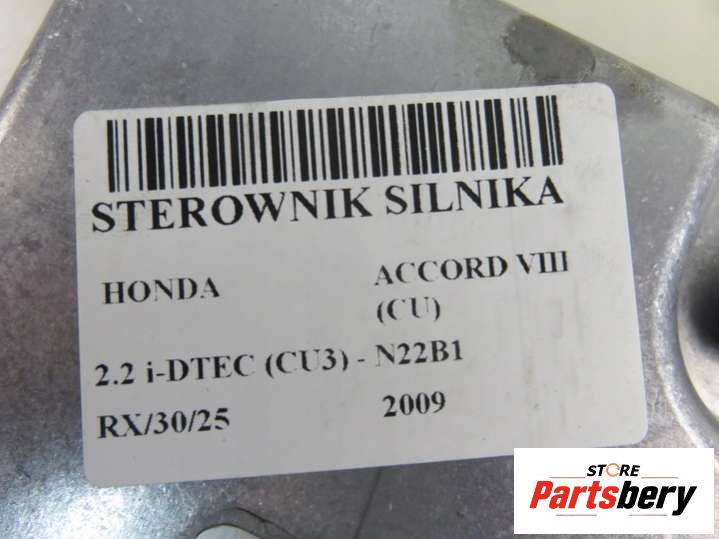 STEROWNIK SILNIKA
HONDA ACCORD VIII
(CU)
2.2 i-DTEC (CU3) - N22B1
RX/30/25 2009
STORE
Partsbery